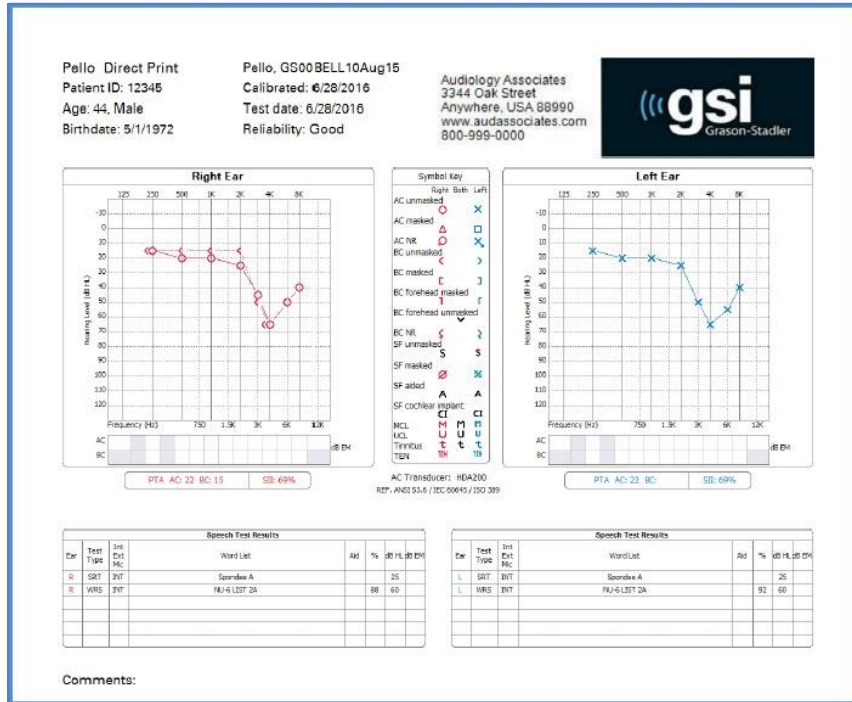 Pello Direct Print
Patient ID: 12345
Age: 44, Male
Birthdate: 5/1/1972
Pello, GS00BELL10Aug15
Calibrated: 6/28/2016
Test date: 6/28/2016
Reliability: Good
Audiology Associates
3344 Oak Street
Anywhere, USA 88990
www.audassociates.com
800-999-0000
gsi
Grason-Stadler
Right Ear
125 250 500 1K 2K 4K 8K
-10
0
10
20
30
40
50
60
70
80
90
100
110
120
Hearing Level (dB HL)
Frequency (Hz) 750 1.5K 3K 6K 12K
AC
BC
dB EM
PTA AC: 22 BC: 15 SII: 69%
Symbol Key
Right Both Left
AC unmasked
AC masked
AC NR
BC unmasked
BC masked
BC forehead masked
BC forehead unmasked
BC NR
SF unmasked
S S
SF masked
SF aided
A A
SF cochlear implant
CI CI
MCL M M M
UCL U U U
Tinnitus t t t
TEN TEN TEN
AC Transducer: HDA200
REF. ANSI S3.6 / IEC 60645 / ISO 389
Left Ear
125 250 500 1K 2K 4K 8K
-10
0
10
20
30
40
50
60
70
80
90
100
110
120
Hearing Level (dB HL)
Frequency (Hz) 750 1.5K 3K 6K 12K
AC
BC
dB EM
PTA AC: 22 BC: SII: 69%
Speech Test Results
Ear Test Type Int Ext Mic Word List Aid % dB HL dB EM
R SRT INT Spondee A 25
R WRS INT NU-6 LIST 2A 88 60
Speech Test Results
Ear Test Type Int Ext Mic Word List Aid % dB HL dB EM
L SRT INT Spondee A 25
L WRS INT NU-6 LIST 2A 92 60
Comments: